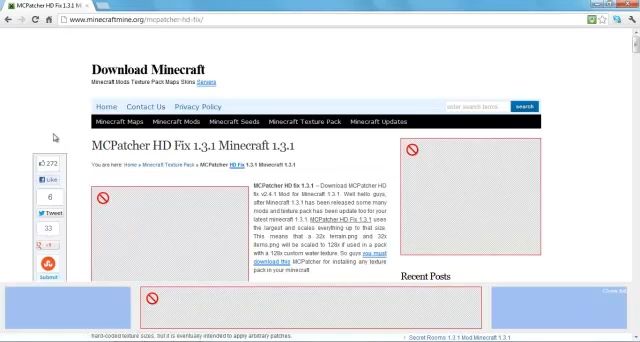 MCPatcher HD Fix 1.3.1 M
www.minecraftmine.org/mcpatcher-hd-fix/
Download Minecraft
Minecraft Mods Texture Pack Maps Skins Servers
Home Contact Us Privacy Policy
enter search terms search
Minecraft Maps Minecraft Mods Minecraft Seeds Minecraft Texture Pack Minecraft Updates
MCPatcher HD Fix 1.3.1 Minecraft 1.3.1
You are here: Home » Minecraft Texture Pack » MCPatcher HD Fix 1.3.1 Minecraft 1.3.1
272
Like
6
Tweet
33
+1
Submit
MCPatcher HD fix 1.3.1 – Download MCPatcher
HD fix v2.4.1 Mod for Minecraft 1.3.1. Well hello guys,
after Minecraft 1.3.1 has been released some many
mods and texture pack has been update too for your
latest minecraft 1.3.1. MCPatcher HD Fix 1.3.1 uses
the largest and scales everything up to that size.
This means that a 32x terrain.png and 32x
items.png will be scaled to 128x if used in a pack
with a 128x custom water texture. So guys you must
download this MCPatcher for installing any texture
pack in your minecraft
Recent Posts
Close Ad
hard-coded texture sizes, but it is eventually intended to apply arbitrary patches.
Secret Rooms 1.3.1 Mod Minecraft 1.3.1